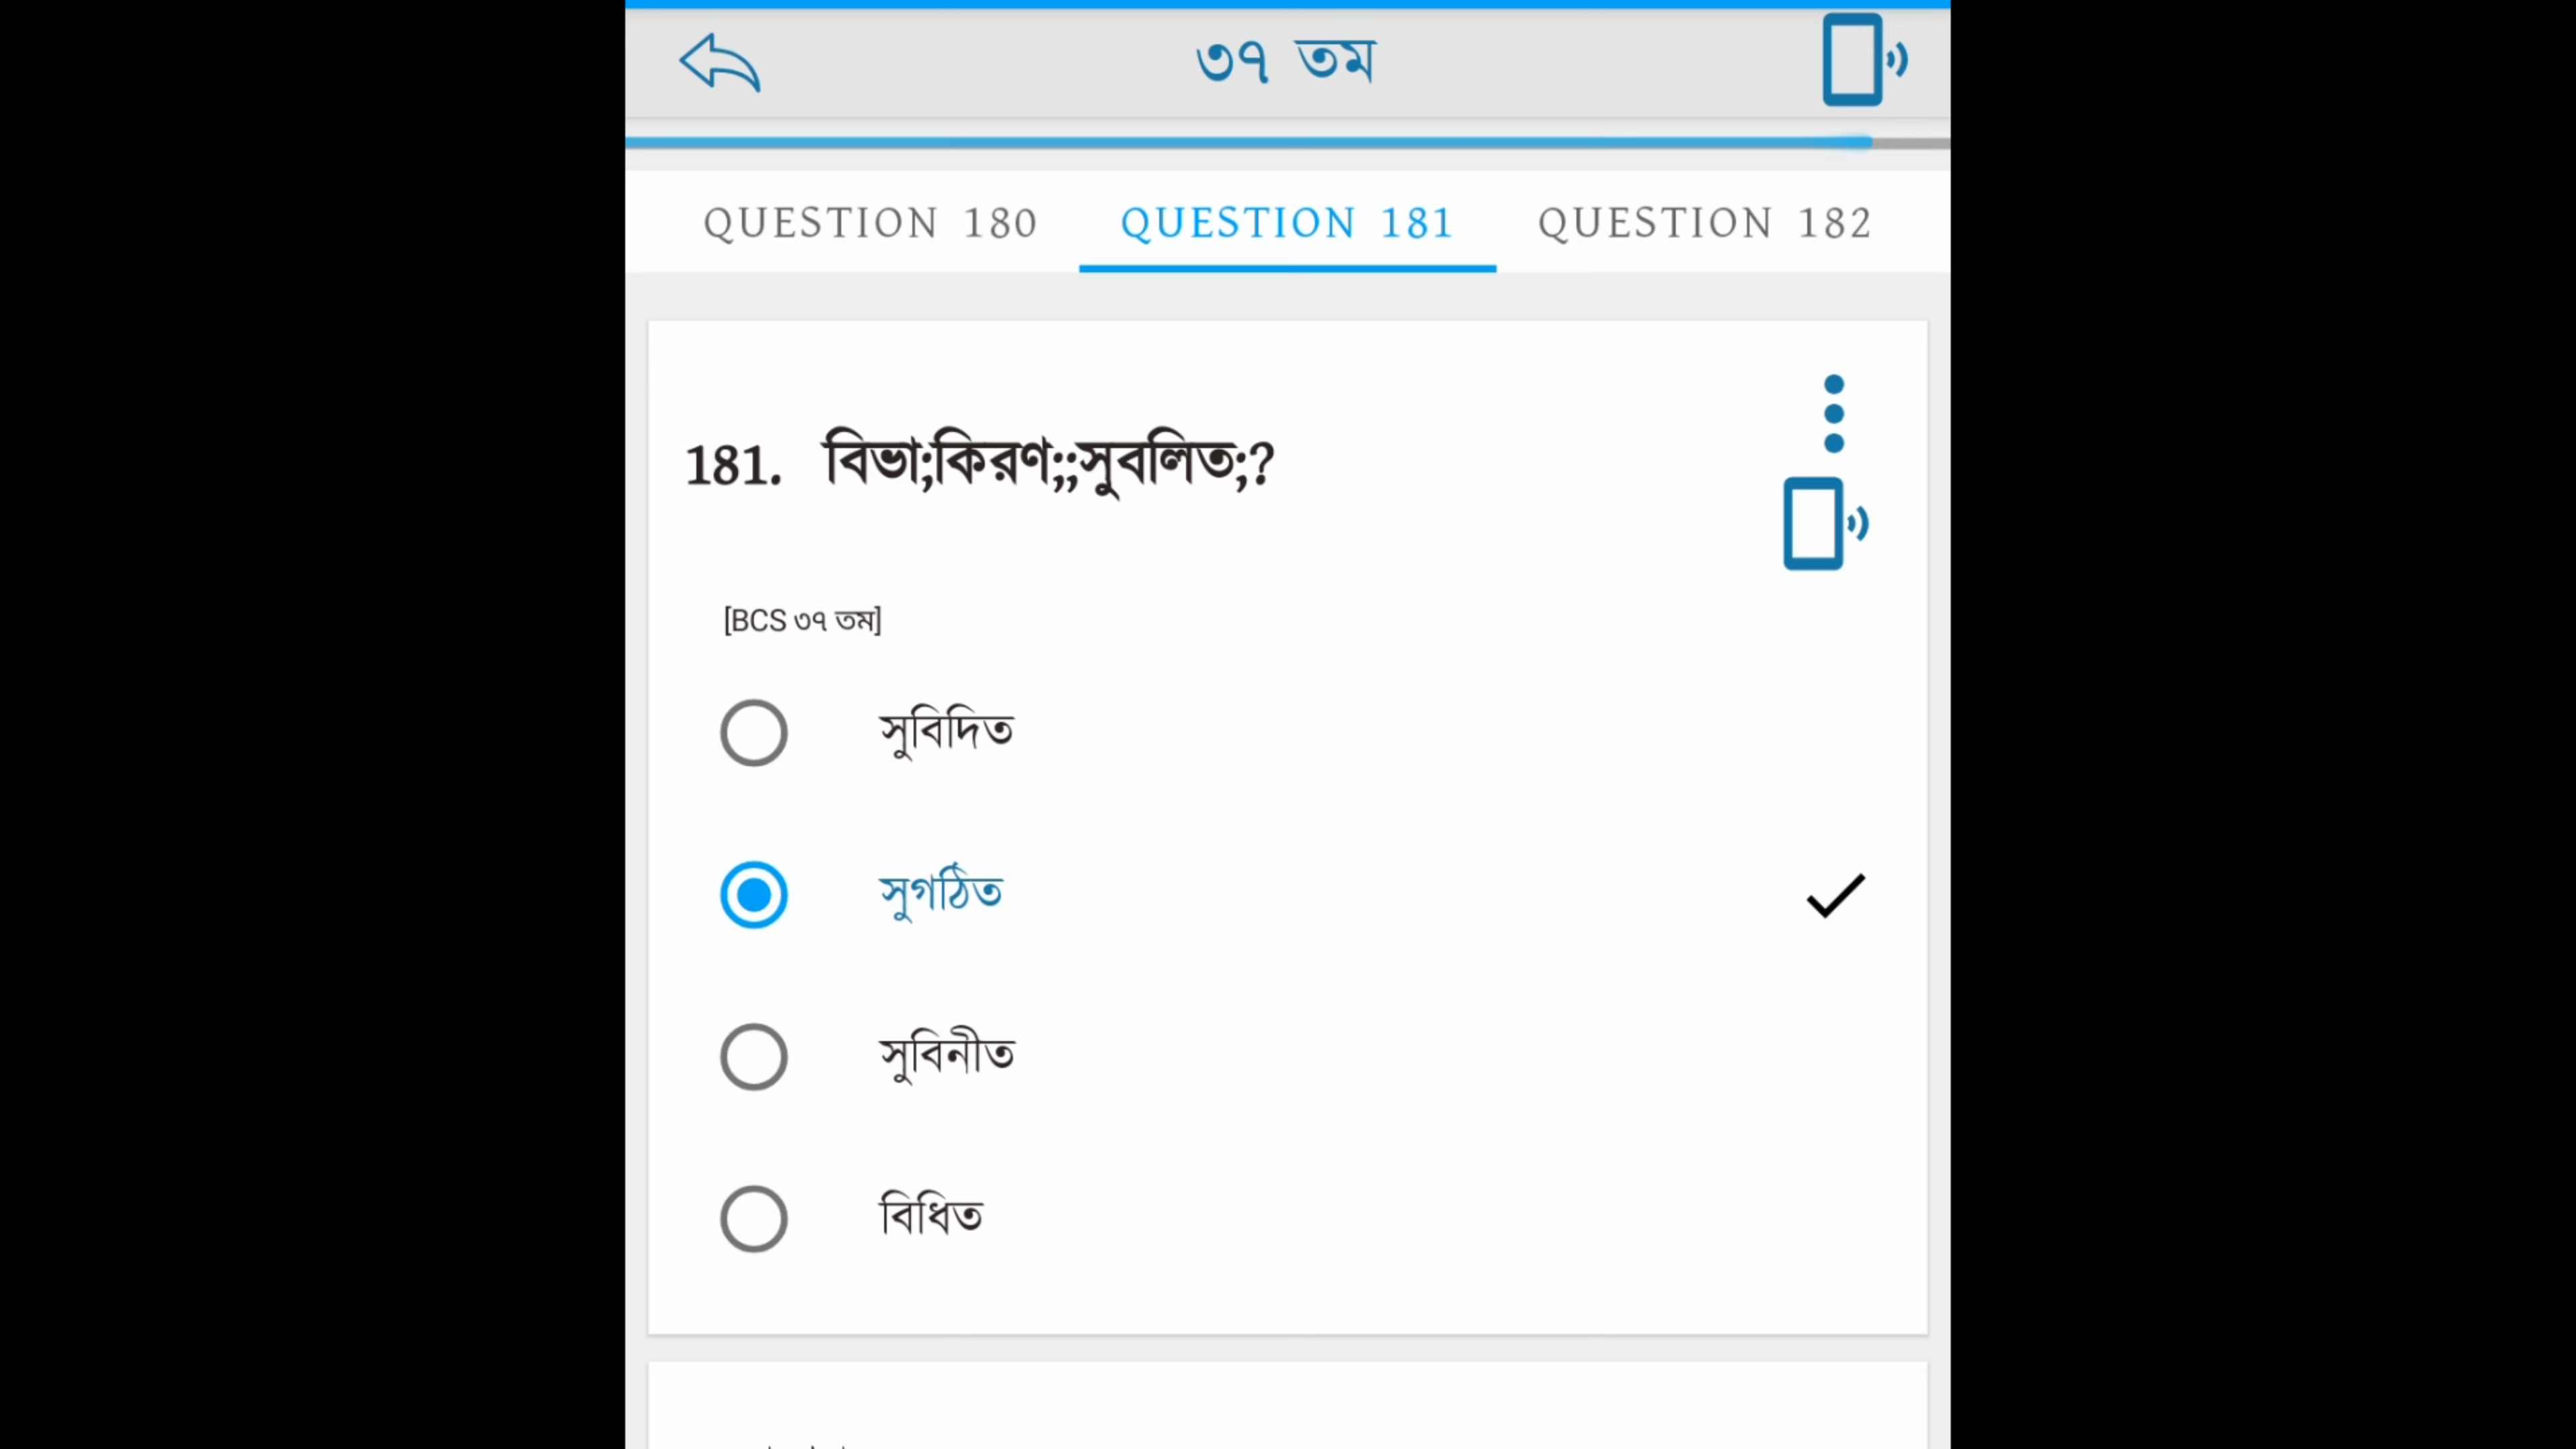 ৩৭ তম
QUESTION 180 QUESTION 181 QUESTION 182
181. বিভা;কিরণ;;সুবলিত;?
[BCS ৩৭ তম]
সুবিদিত
সুগঠিত
সুবিনীত
বিধিত